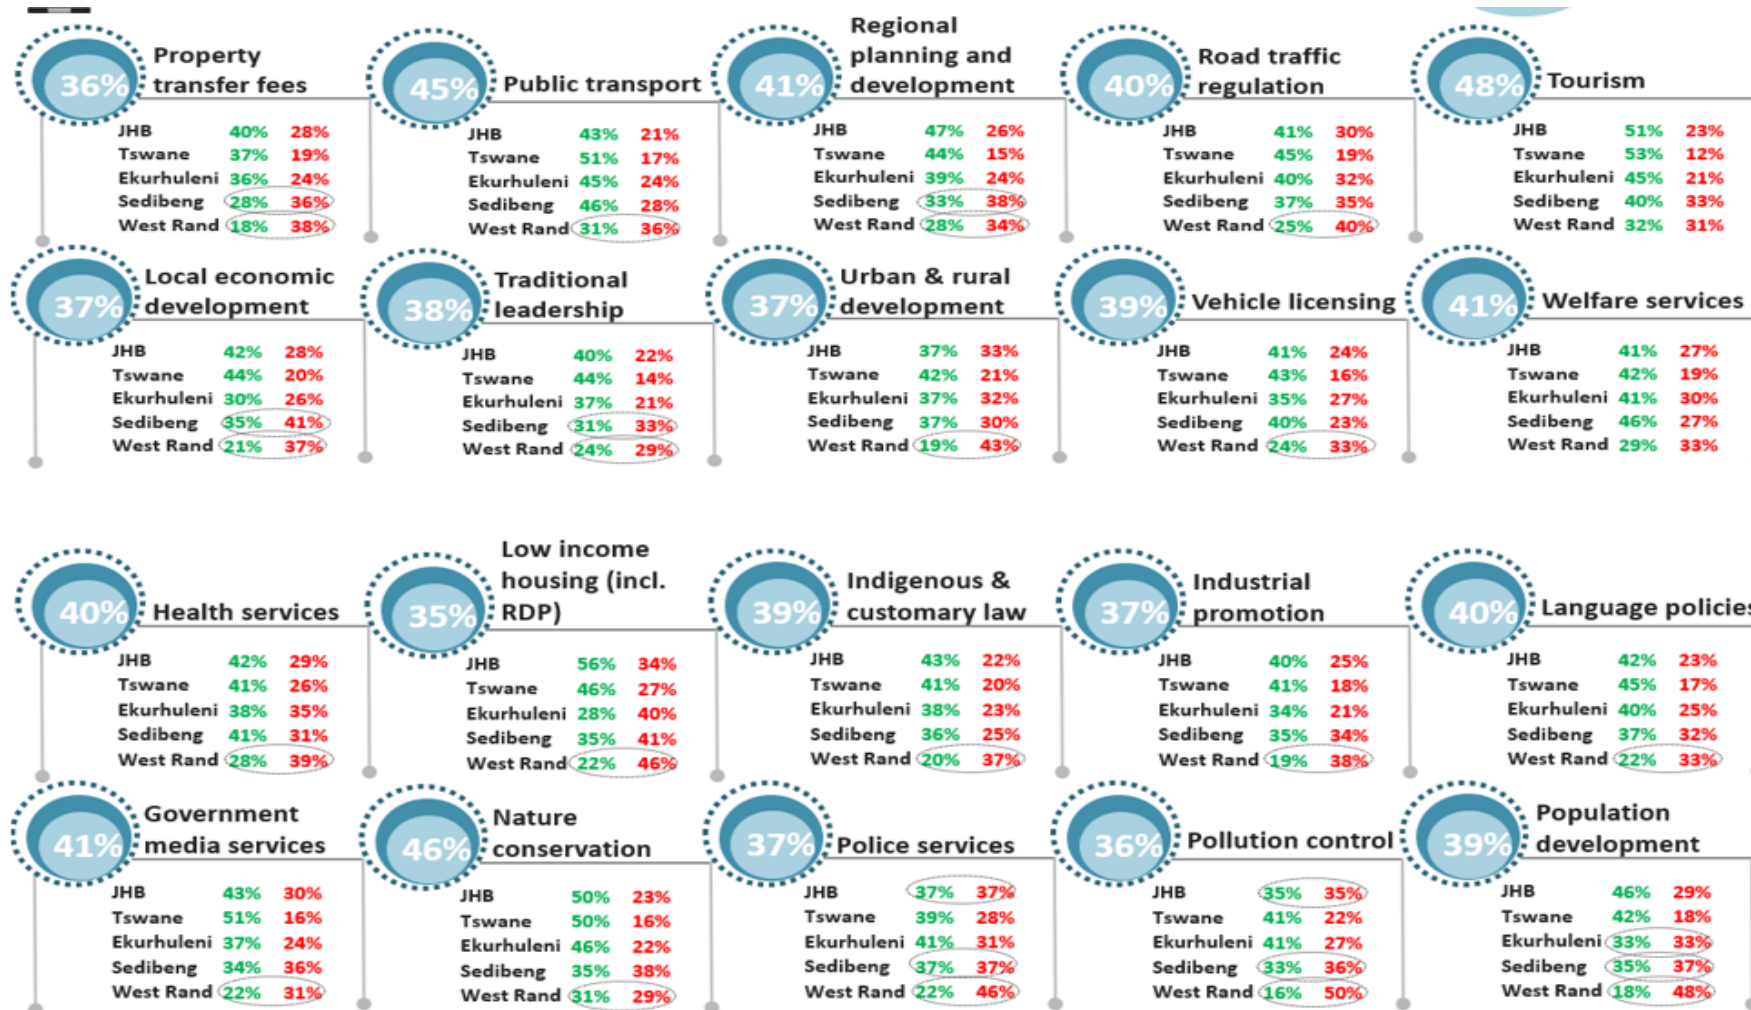 36%
Property
transfer fees
JHB 40% 28%
Tswane 37% 19%
Ekurhuleni 36% 24%
Sedibeng 28% 36%
West Rand 18% 38%
45%
Public transport
JHB 43% 21%
Tswane 51% 17%
Ekurhuleni 45% 24%
Sedibeng 46% 28%
West Rand 31% 36%
41%
Regional
planning and
development
JHB 47% 26%
Tswane 44% 15%
Ekurhuleni 39% 24%
Sedibeng 33% 38%
West Rand 28% 34%
40%
Road traffic
regulation
JHB 41% 30%
Tswane 45% 19%
Ekurhuleni 40% 32%
Sedibeng 37% 35%
West Rand 25% 40%
48%
Tourism
JHB 51% 23%
Tswane 53% 12%
Ekurhuleni 45% 21%
Sedibeng 40% 33%
West Rand 32% 31%
37%
Local economic
development
JHB 42% 28%
Tswane 44% 20%
Ekurhuleni 30% 26%
Sedibeng 35% 41%
West Rand 21% 37%
38%
Traditional
leadership
JHB 40% 22%
Tswane 44% 14%
Ekurhuleni 37% 21%
Sedibeng 31% 33%
West Rand 24% 29%
37%
Urban & rural
development
JHB 37% 33%
Tswane 42% 21%
Ekurhuleni 37% 32%
Sedibeng 37% 30%
West Rand 19% 43%
39%
Vehicle licensing
JHB 41% 24%
Tswane 43% 16%
Ekurhuleni 35% 27%
Sedibeng 40% 23%
West Rand 24% 33%
41%
Welfare services
JHB 41% 27%
Tswane 42% 19%
Ekurhuleni 41% 30%
Sedibeng 46% 27%
West Rand 29% 33%
40%
Health services
JHB 42% 29%
Tswane 41% 26%
Ekurhuleni 38% 35%
Sedibeng 41% 31%
West Rand 28% 39%
35%
Low income
housing (incl.
RDP)
JHB 56% 34%
Tswane 46% 27%
Ekurhuleni 28% 40%
Sedibeng 35% 41%
West Rand 22% 46%
39%
Indigenous &
customary law
JHB 43% 22%
Tswane 41% 20%
Ekurhuleni 38% 23%
Sedibeng 36% 25%
West Rand 20% 37%
37%
Industrial
promotion
JHB 40% 25%
Tswane 41% 18%
Ekurhuleni 34% 21%
Sedibeng 35% 34%
West Rand 19% 38%
40%
Language policies
JHB 42% 23%
Tswane 45% 17%
Ekurhuleni 40% 25%
Sedibeng 37% 32%
West Rand 22% 33%
41%
Government
media services
JHB 43% 30%
Tswane 51% 16%
Ekurhuleni 37% 24%
Sedibeng 34% 36%
West Rand 22% 31%
46%
Nature
conservation
JHB 50% 23%
Tswane 50% 16%
Ekurhuleni 46% 22%
Sedibeng 35% 38%
West Rand 31% 29%
37%
Police services
JHB 37% 37%
Tswane 39% 28%
Ekurhuleni 41% 31%
Sedibeng 37% 37%
West Rand 22% 46%
36%
Pollution control
JHB 35% 35%
Tswane 41% 22%
Ekurhuleni 41% 27%
Sedibeng 33% 36%
West Rand 16% 50%
39%
Population
development
JHB 46% 29%
Tswane 42% 18%
Ekurhuleni 33% 33%
Sedibeng 35% 37%
West Rand 18% 48%